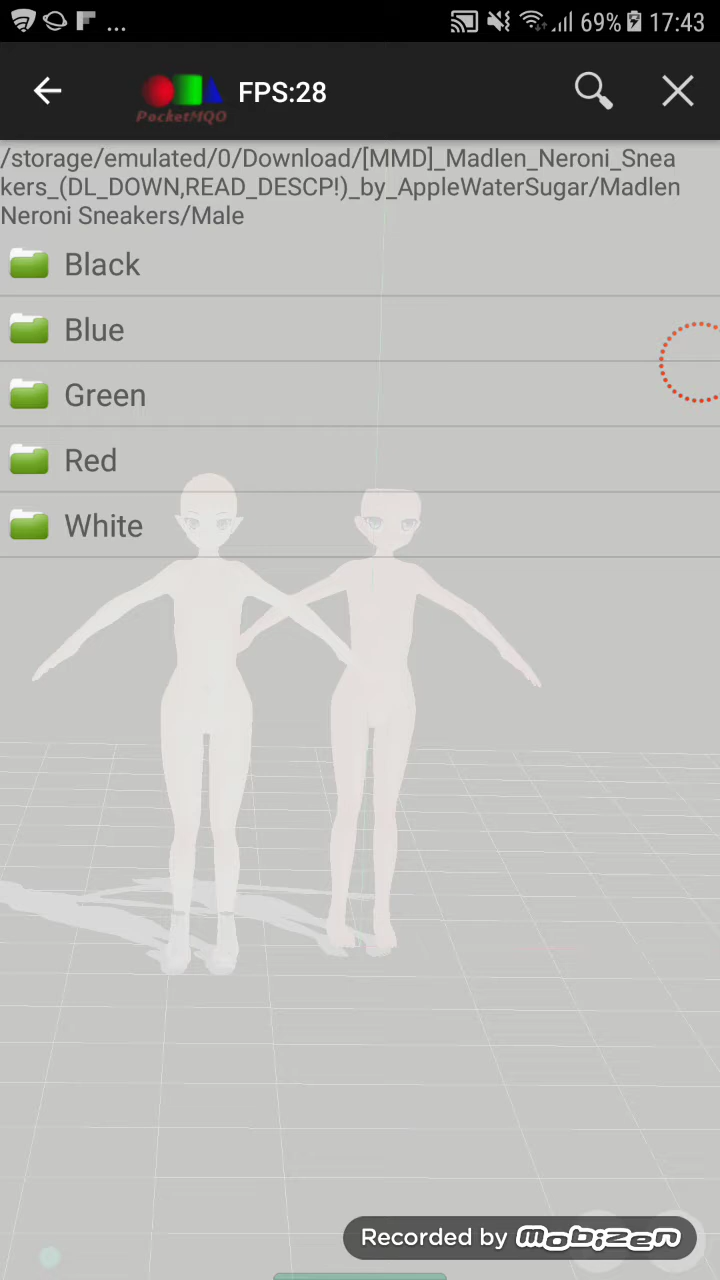 ... 69% 17:43
PocketMQO FPS:28
/storage/emulated/0/Download/[MMD]_Madlen_Neroni_Snea
kers_(DL_DOWN,READ_DESCP!)_by_AppleWaterSugar/Madlen
Neroni Sneakers/Male
Black
Blue
Green
Red
White
Recorded by mobizen